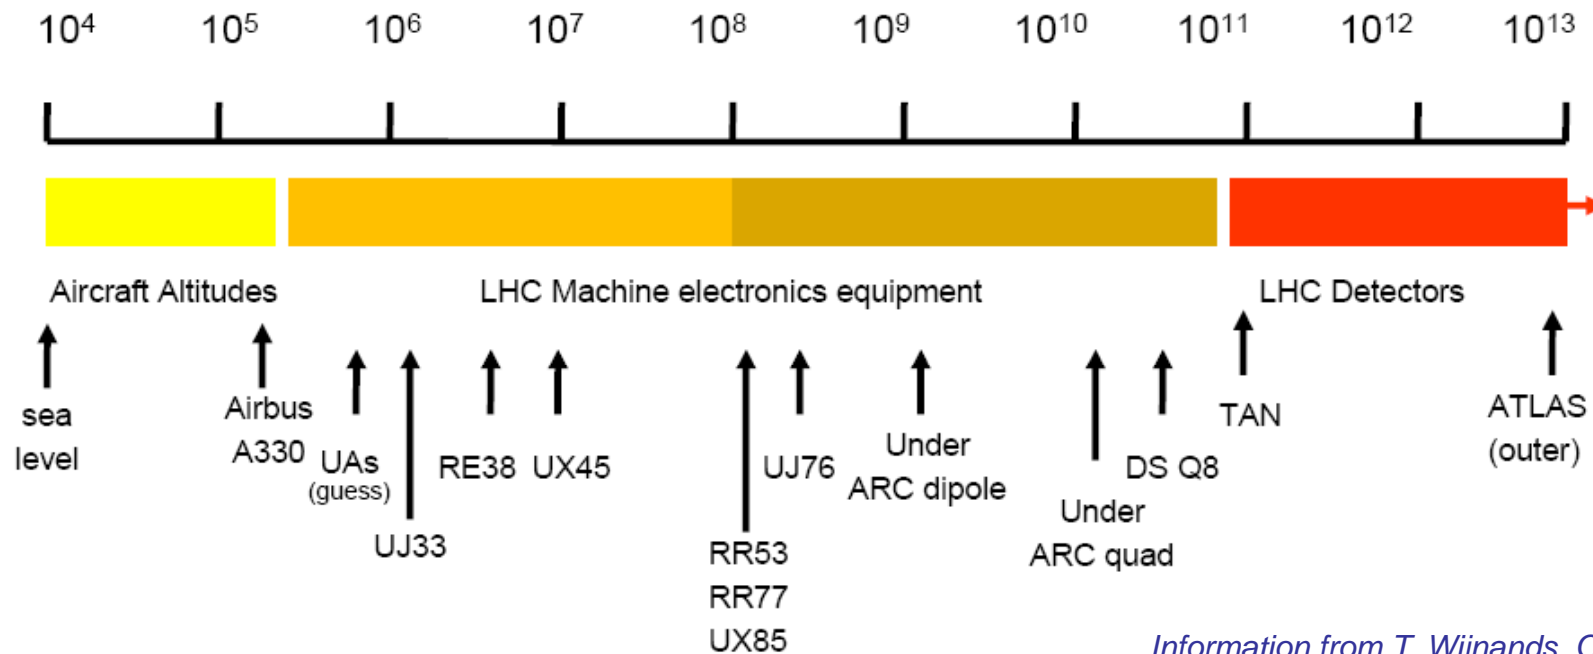 10⁴ 10⁵ 10⁶ 10⁷ 10⁸ 10⁹ 10¹⁰ 10¹¹ 10¹² 10¹³
Aircraft Altitudes LHC Machine electronics equipment LHC Detectors
sea
level
Airbus
A330
UAs
(guess)
UJ33
RE38
UX45
RR53
RR77
UX85
UJ76
Under
ARC dipole
Under
ARC quad
DS Q8
TAN
ATLAS
(outer)
Information from T. Wijnands,